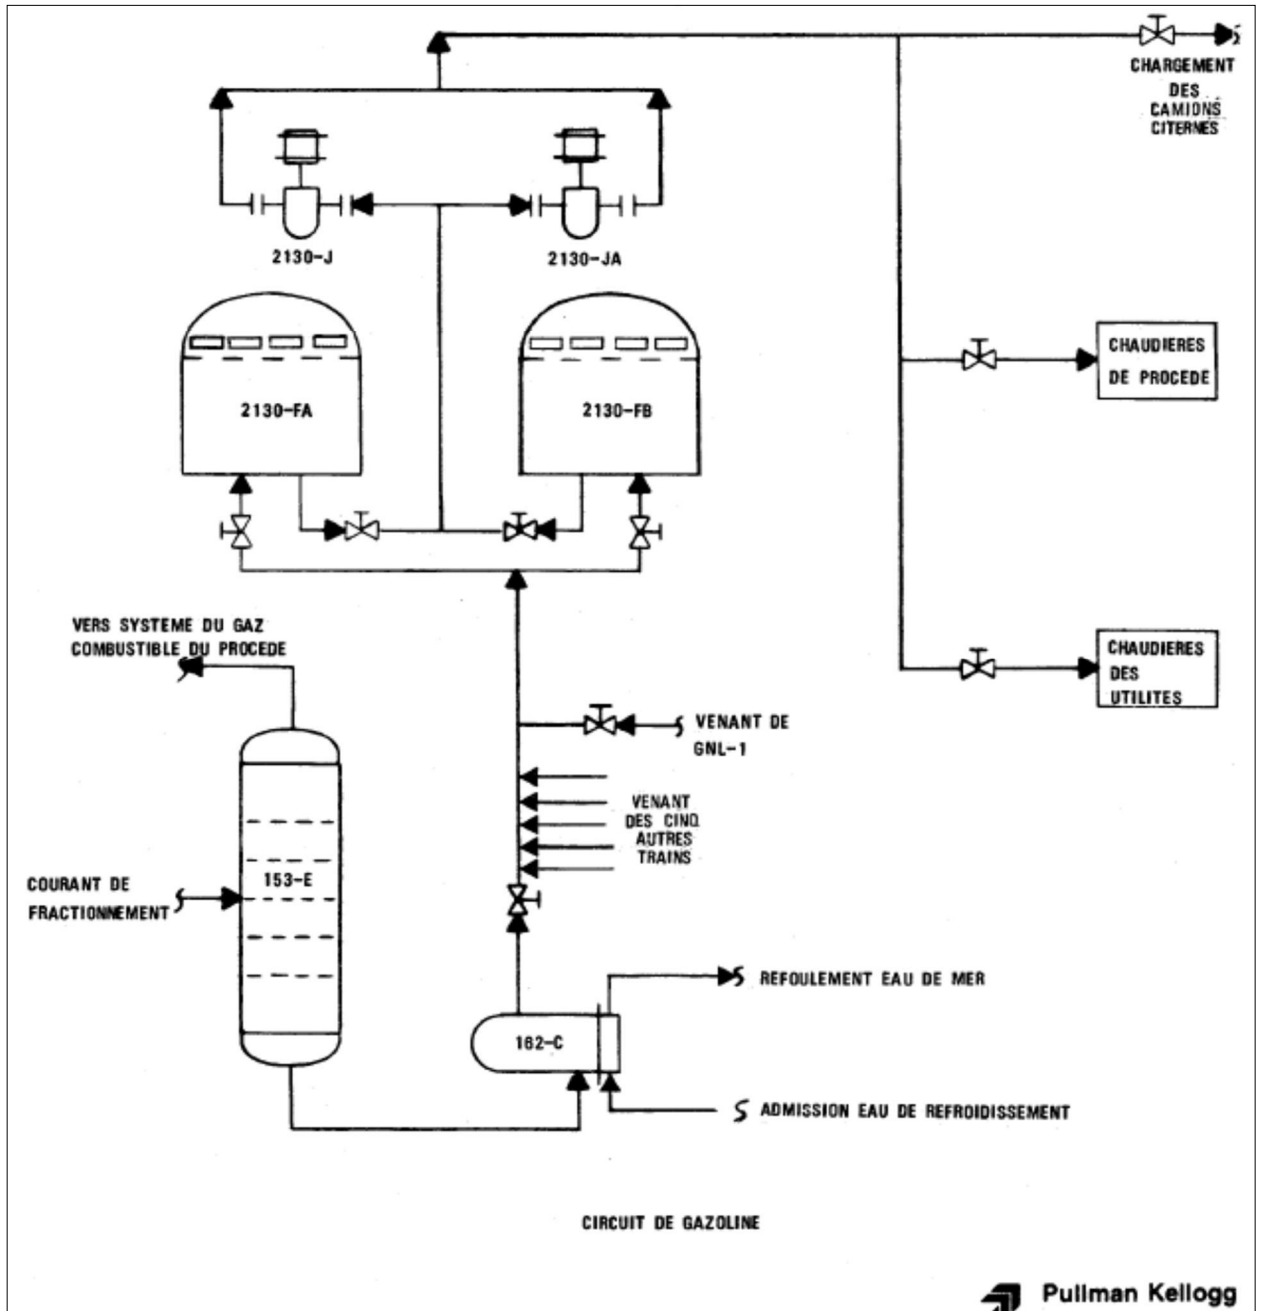 CHARGEMENT
DES
CAMIONS
CITERNES
2130-J
2130-JA
2130-FA
2130-FB
CHAUDIERES
DE PROCEDE
VERS SYSTEME DU GAZ
COMBUSTIBLE DU PROCEDE
CHAUDIERES
DES
UTILITES
VENANT DE
GNL-1
VENANT
DES CINQ
AUTRES
TRAINS
COURANT DE
FRACTIONNEMENT
153-E
REFOULEMENT EAU DE MER
162-C
ADMISSION EAU DE REFROIDISSEMENT
CIRCUIT DE GAZOLINE
Pullman Kellogg